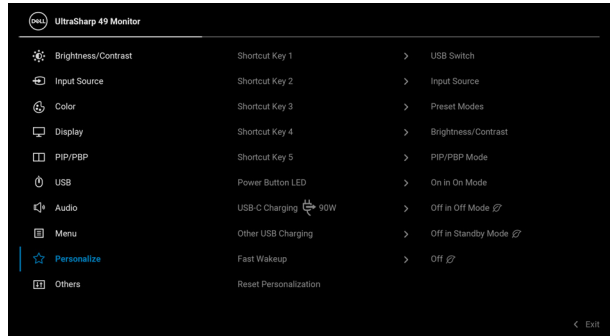 DELL UltraSharp 49 Monitor
Brightness/Contrast Shortcut Key 1 > USB Switch
Input Source Shortcut Key 2 > Input Source
Color Shortcut Key 3 > Preset Modes
Display Shortcut Key 4 > Brightness/Contrast
PIP/PBP Shortcut Key 5 > PIP/PBP Mode
USB Power Button LED > On in On Mode
Audio USB-C Charging 90W > Off in Off Mode
Menu Other USB Charging > Off in Standby Mode
Personalize Fast Wakeup > Off
Others Reset Personalization
< Exit